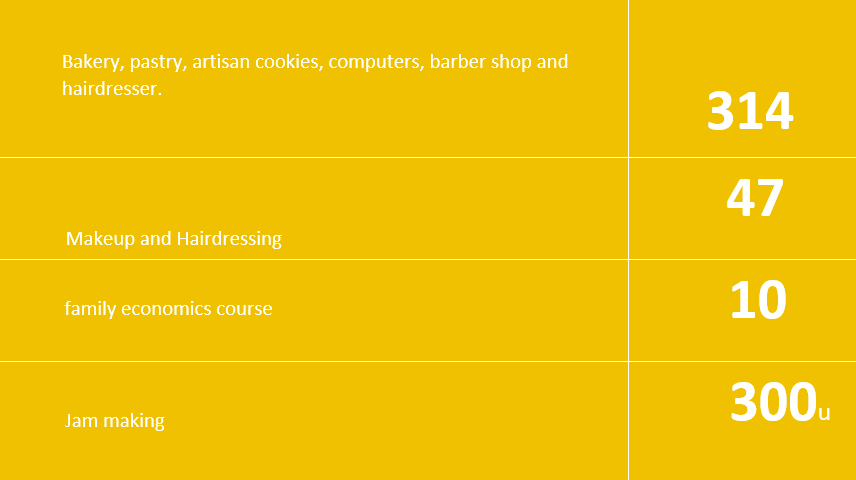 Bakery, pastry, artisan cookies, computers, barber shop and
hairdresser.
314
47
Makeup and Hairdressing
10
family economics course
300u
Jam making